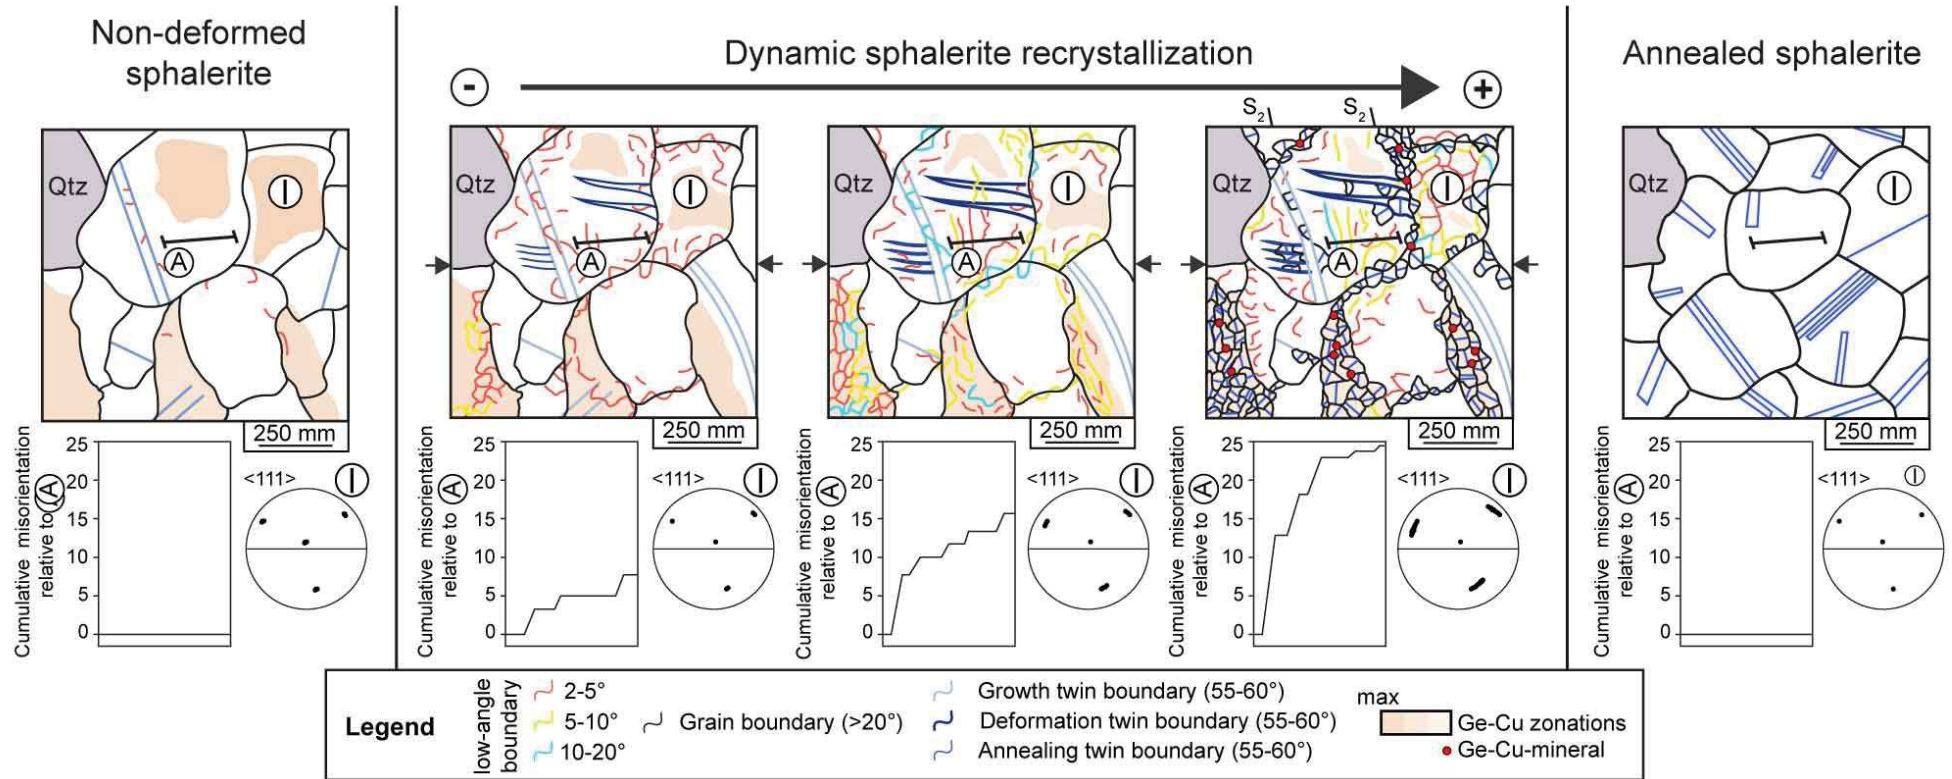 Non-deformed
sphalerite
Dynamic sphalerite recrystallization
Annealed sphalerite
-
+
Qtz
A
I
Qtz
A
I
Qtz
A
I
S2
S2
Qtz
A
I
Qtz
I
250 mm
250 mm
250 mm
250 mm
250 mm
Cumulative misorientation
relative to A
25
20
15
10
5
0
<111>
I
Cumulative misorientation
relative to A
25
20
15
10
5
0
<111>
I
Cumulative misorientation
relative to A
25
20
15
10
5
0
<111>
I
Cumulative misorientation
relative to A
25
20
15
10
5
0
<111>
I
Cumulative misorientation
relative to A
25
20
15
10
5
0
<111>
I
Legend
low-angle
boundary
2-5°
5-10°
10-20°
Grain boundary (>20°)
Growth twin boundary (55-60°)
Deformation twin boundary (55-60°)
Annealing twin boundary (55-60°)
max
Ge-Cu zonations
Ge-Cu-mineral